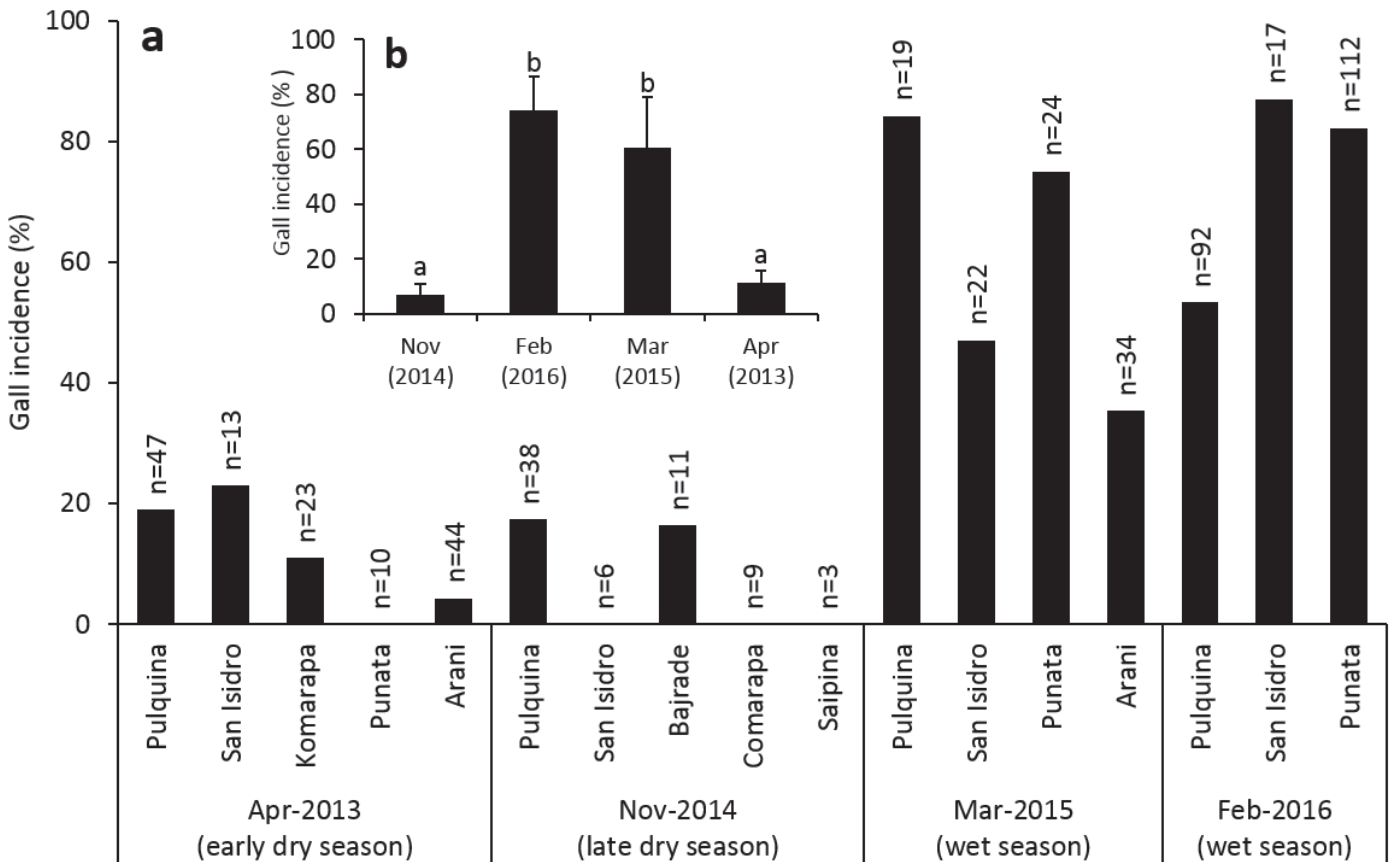 a
Gall incidence (%)
100
80
60
40
20
0
b
Gall incidence (% )
100
80
60
40
20
0
a
b
b
a
Nov
(2014)
Feb
(2016)
Mar
(2015)
Apr
(2013)
n=47
n=13
n=23
n=10
n=44
n=38
n=6
n=11
n=9
n=3
n=19
n=22
n=24
n=34
n=92
n=17
n=112
Pulquina
San Isidro
Komarapa
Punata
Arani
Pulquina
San Isidro
Bajrade
Comarapa
Saipina
Pulquina
San Isidro
Punata
Arani
Pulquina
San Isidro
Punata
Apr-2013
(early dry season)
Nov-2014
(late dry season)
Mar-2015
(wet season)
Feb-2016
(wet season)